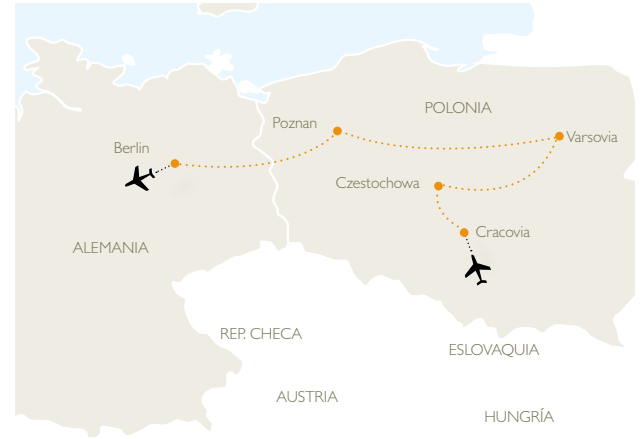 POLONIA
Poznan
Varsovia
Berlin
Czestochowa
Cracovia
ALEMANIA
REP. CHECA
ESLOVAQUIA
AUSTRIA
HUNGRÍA